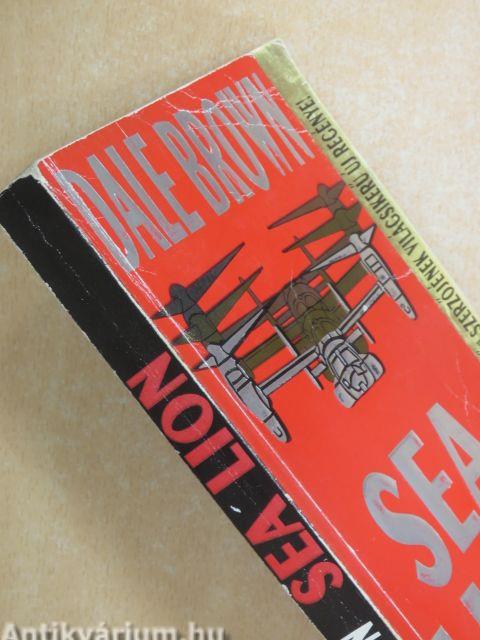 SZERZŐJÉNEK VILÁGSIKERŰ ÚJ REGÉNYE!
DALE BROWN
SEA
SEA LION
Antikvárium.hu